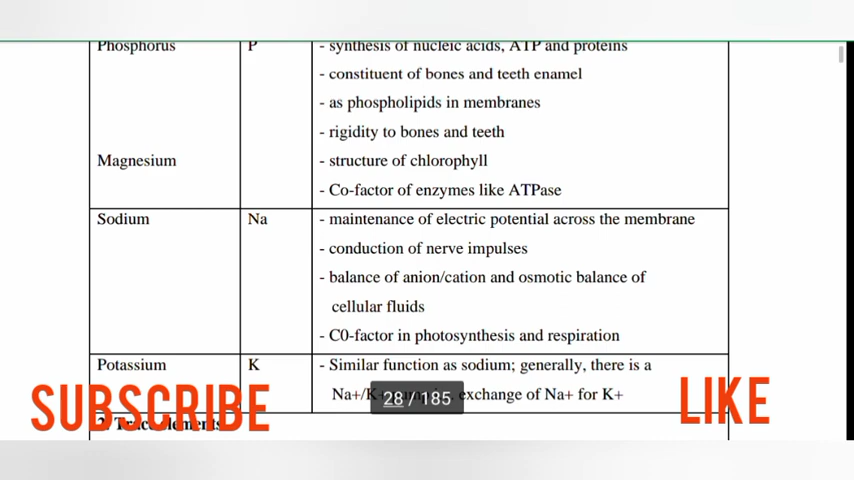 Phosphorus P - synthesis of nucleic acids, ATP and proteins
- constituent of bones and teeth enamel
- as phospholipids in membranes
- rigidity to bones and teeth
Magnesium - structure of chlorophyll
- Co-factor of enzymes like ATPase
Sodium Na - maintenance of electric potential across the membrane
- conduction of nerve impulses
- balance of anion/cation and osmotic balance of
cellular fluids
- C0-factor in photosynthesis and respiration
Potassium K - Similar function as sodium; generally, there is a
Na+/K+ exchange of Na+ for K+
28 / 185
SUBSCRIBE
LIKE
2. Trace elements